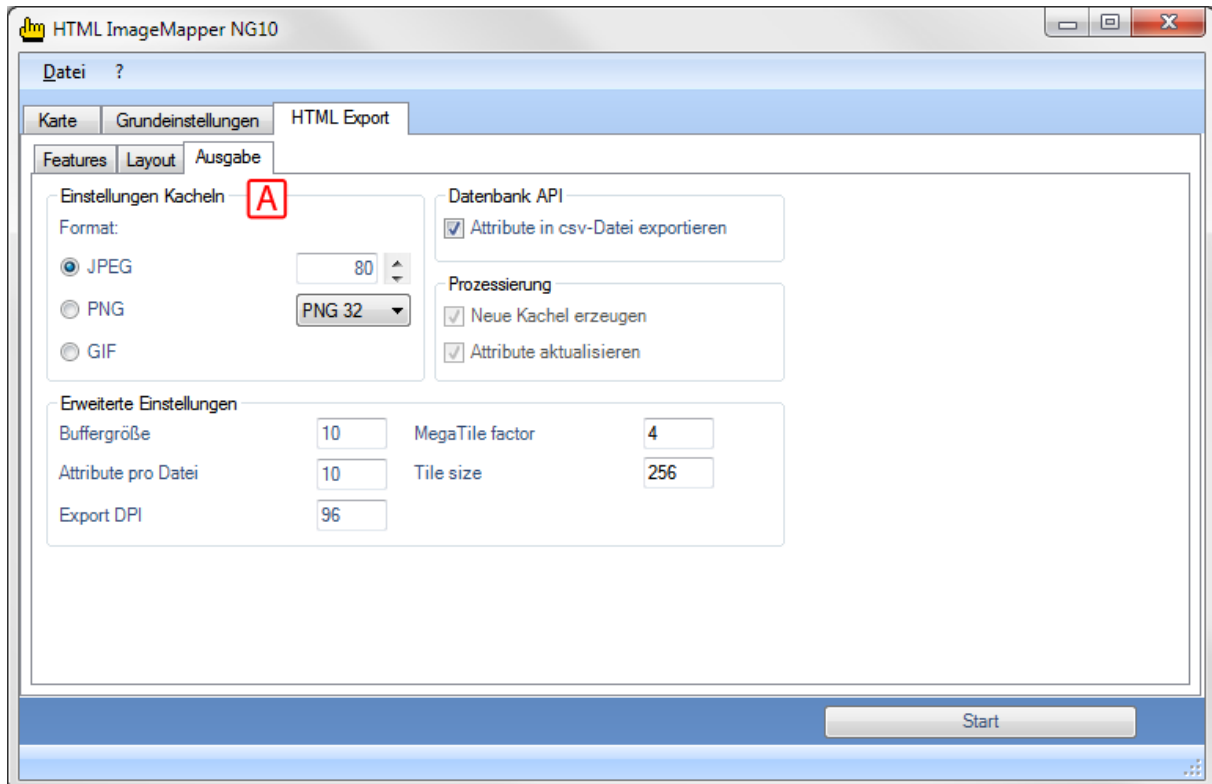 HTML ImageMapper NG10
Datei ?
Karte Grundeinstellungen HTML Export
Features Layout Ausgabe
Einstellungen Kacheln A
Format:
JPEG 80
PNG PNG 32
GIF
Datenbank API
Attribute in csv-Datei exportieren
Prozessierung
Neue Kachel erzeugen
Attribute aktualisieren
Erweiterte Einstellungen
Buffergröße 10 MegaTile factor 4
Attribute pro Datei 10 Tile size 256
Export DPI 96
Start